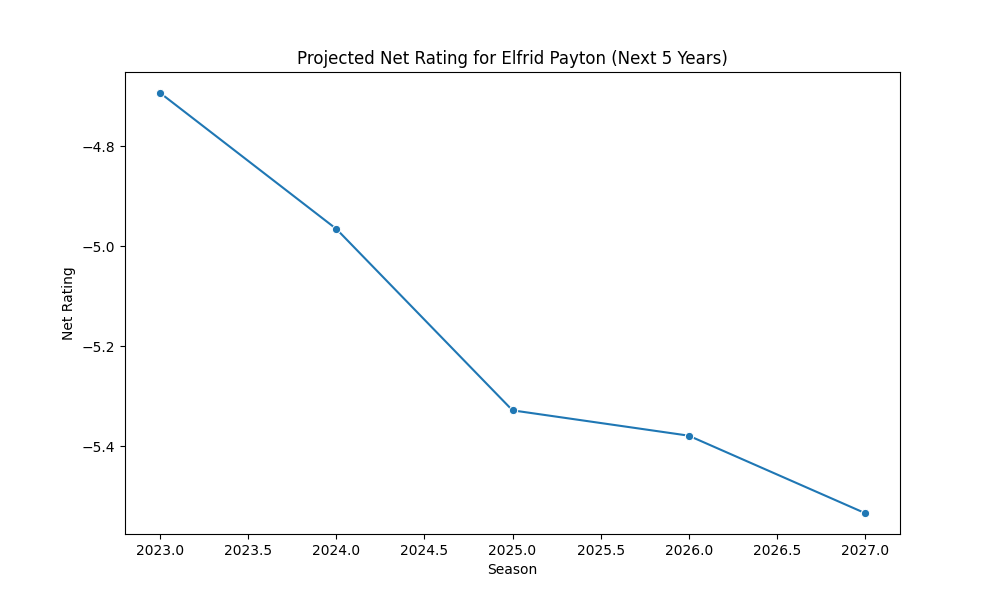 Projected Net Rating for Elfrid Payton (Next 5 Years)
Net Rating
−4.8
−5.0
−5.2
−5.4
2023.0 2023.5 2024.0 2024.5 2025.0 2025.5 2026.0 2026.5 2027.0
Season